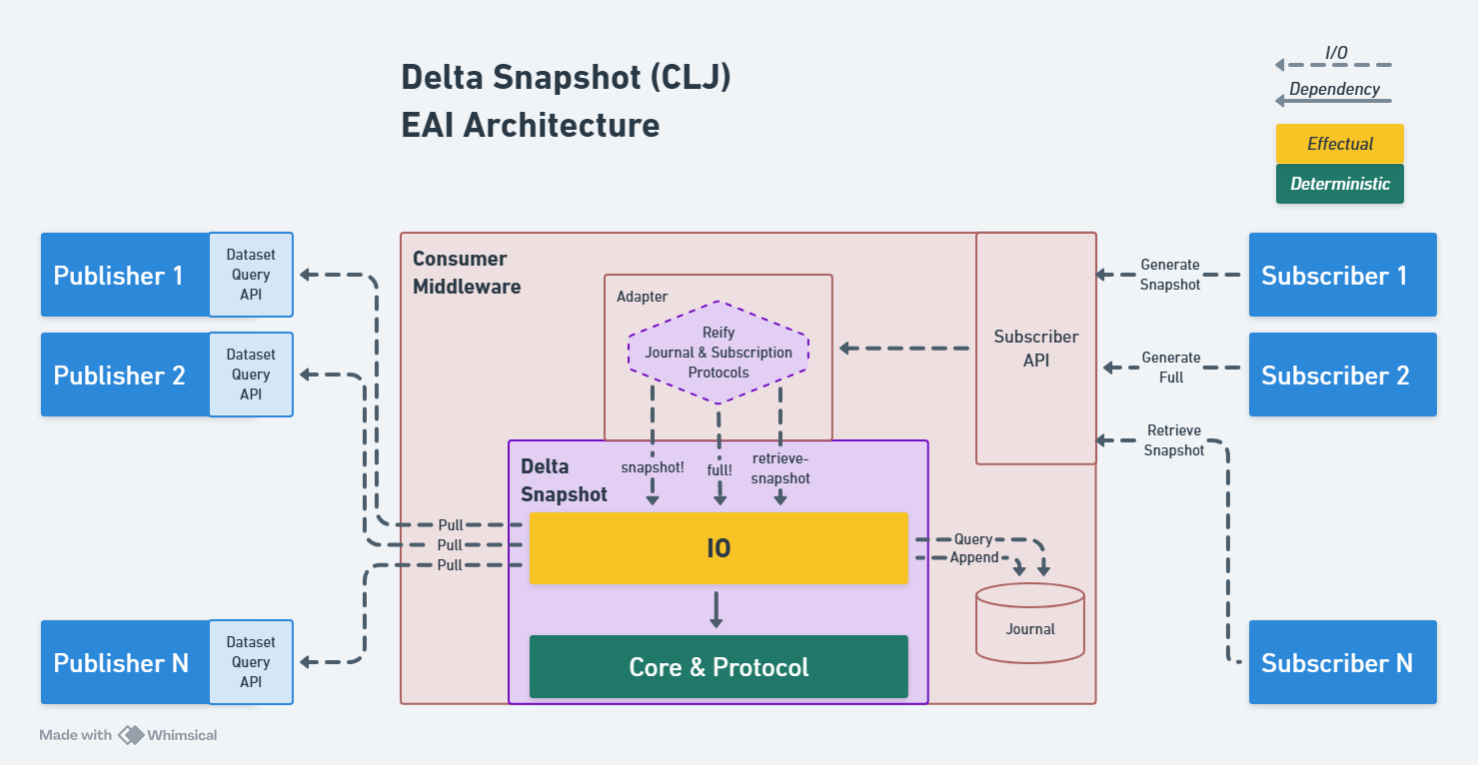 Delta Snapshot (CLJ)
EAI Architecture
I/O
Dependency
Effectual
Deterministic
Publisher 1
Dataset
Query
API
Publisher 2
Dataset
Query
API
Publisher N
Dataset
Query
API
Consumer
Middleware
Adapter
Reify
Journal & Subscription
Protocols
Subscriber
API
Generate
Snapshot
Generate
Full
Retrieve
Snapshot
Subscriber 1
Subscriber 2
Subscriber N
Delta
Snapshot
snapshot!
full!
retrieve-
snapshot
Pull
Pull
Pull
IO
Query
Append
Journal
Core & Protocol
Made with Whimsical